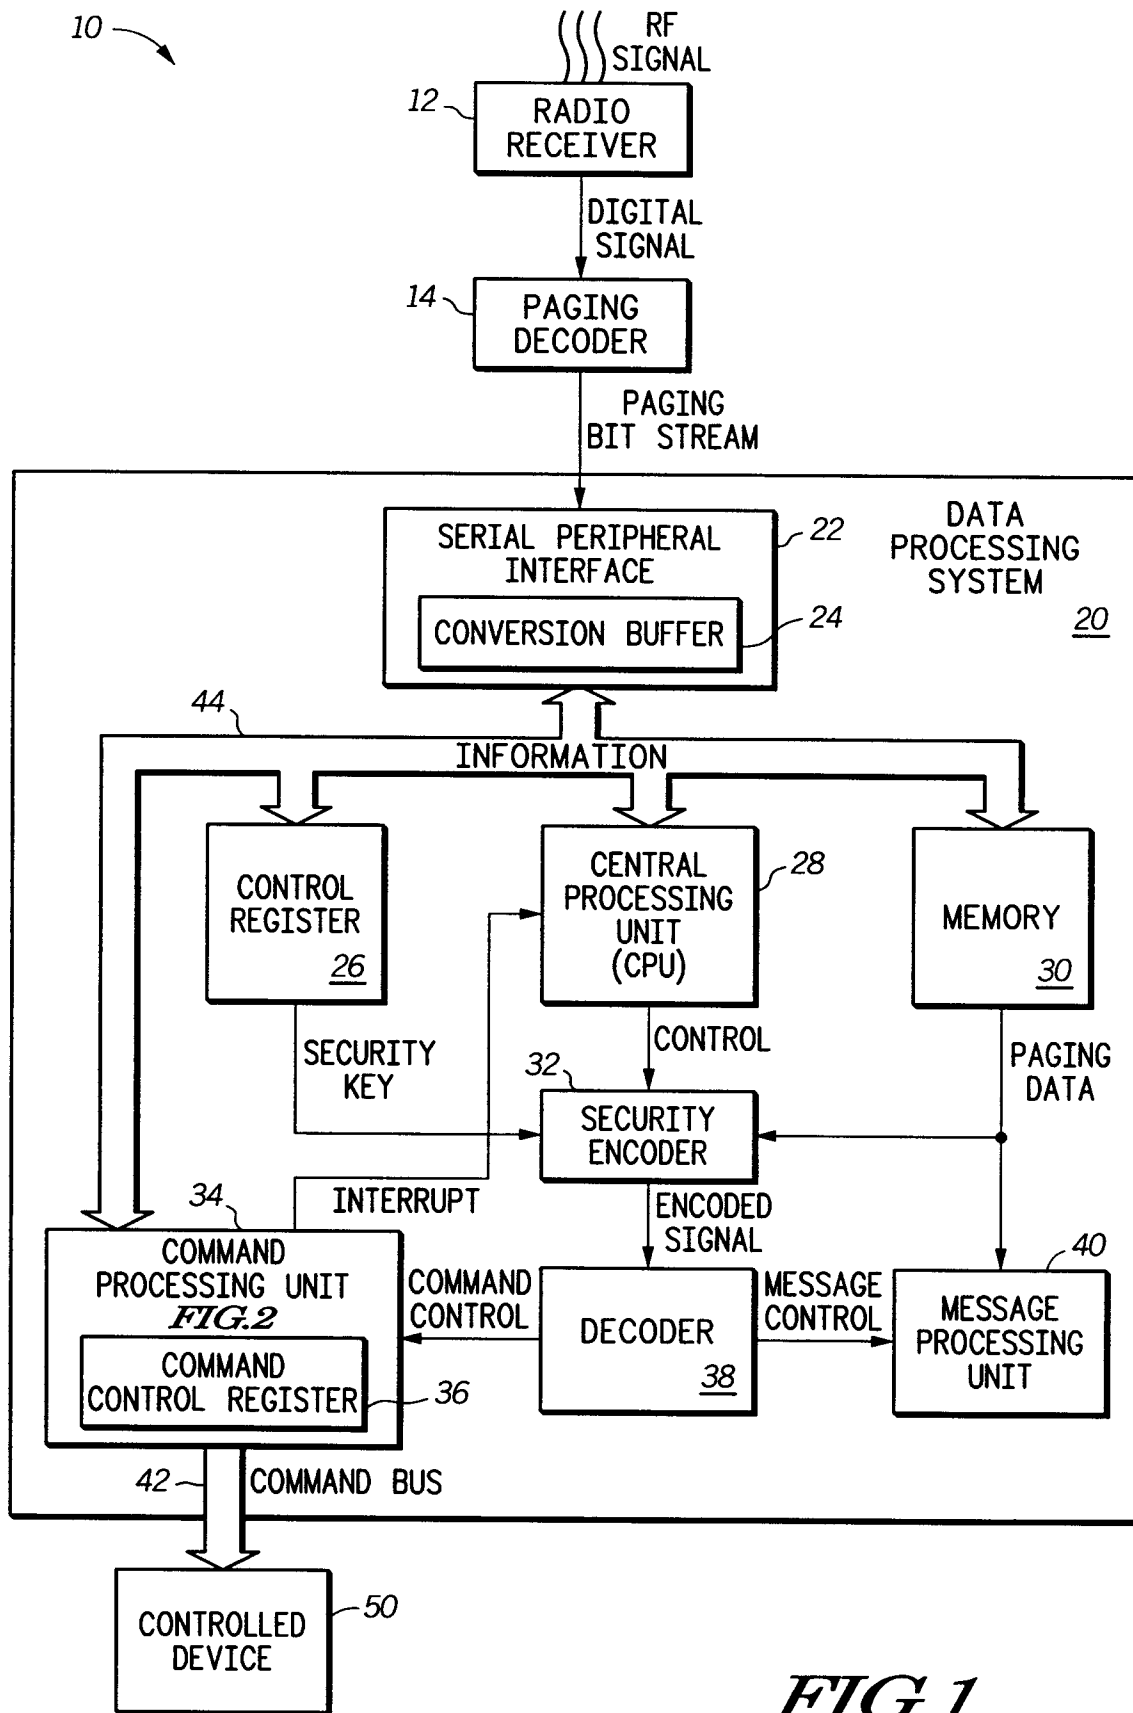 10
RF
SIGNAL
12
RADIO
RECEIVER
DIGITAL
SIGNAL
14
PAGING
DECODER
PAGING
BIT STREAM
DATA
PROCESSING
SYSTEM
20
SERIAL PERIPHERAL
INTERFACE
22
CONVERSION BUFFER
24
44
INFORMATION
CONTROL
REGISTER
26
CENTRAL
PROCESSING
UNIT
(CPU)
28
MEMORY
30
SECURITY
KEY
CONTROL
PAGING
DATA
32
SECURITY
ENCODER
INTERRUPT
ENCODED
SIGNAL
34
COMMAND
PROCESSING UNIT
FIG.2
COMMAND
CONTROL REGISTER
36
COMMAND
CONTROL
DECODER
38
MESSAGE
CONTROL
40
MESSAGE
PROCESSING
UNIT
42
COMMAND BUS
CONTROLLED
DEVICE
50
FIG.1